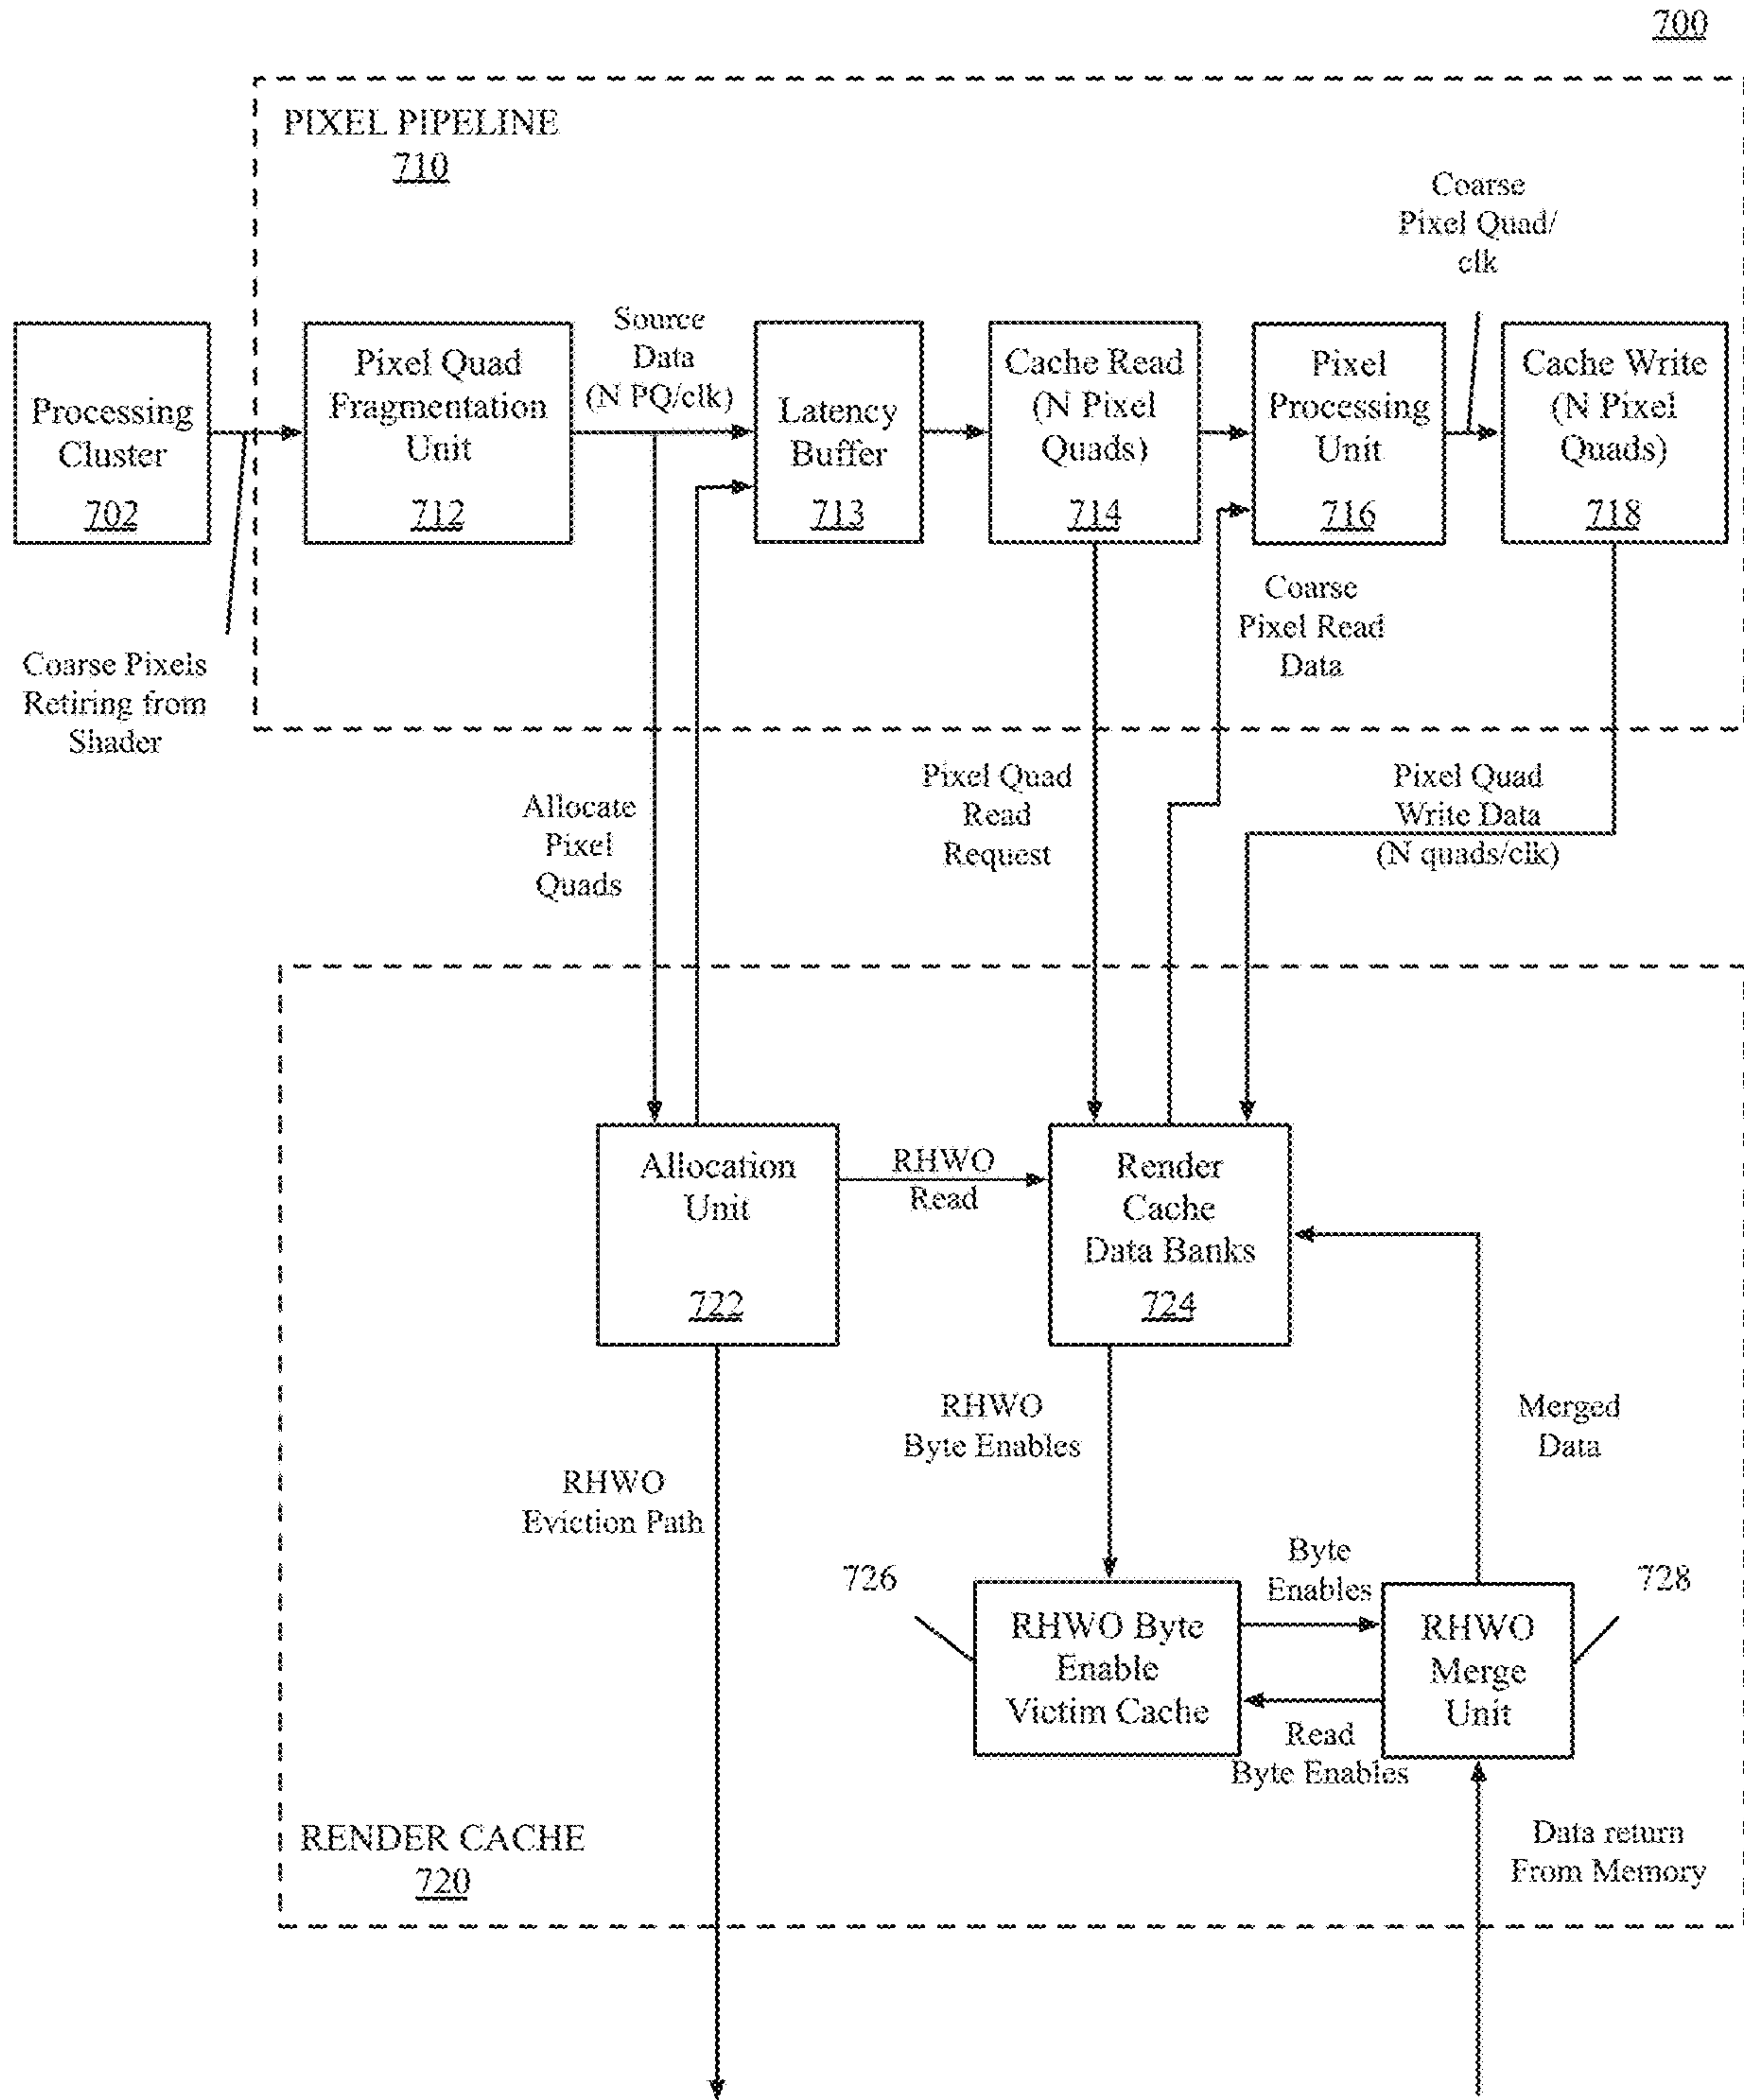 700
PIXEL PIPELINE
710
Coarse
Pixel Quad/
clk
Processing
Cluster
702
Pixel Quad
Fragmentation
Unit
712
Source
Data
(N PQ/clk)
Latency
Buffer
713
Cache Read
(N Pixel
Quads)
714
Pixel
Processing
Unit
716
Cache Write
(N Pixel
Quads)
718
Coarse Pixels
Retiring from
Shader
Coarse
Pixel Read
Data
Allocate
Pixel
Quads
Pixel Quad
Read
Request
Pixel Quad
Write Data
(N quads/clk)
Allocation
Unit
722
RHWO
Read
Render
Cache
Data Banks
724
RHWO
Byte Enables
Merged
Data
RHWO
Eviction Path
726
RHWO Byte
Enable
Victim Cache
Byte
Enables
Read
Byte Enables
728
RHWO
Merge
Unit
RENDER CACHE
720
Data return
From Memory